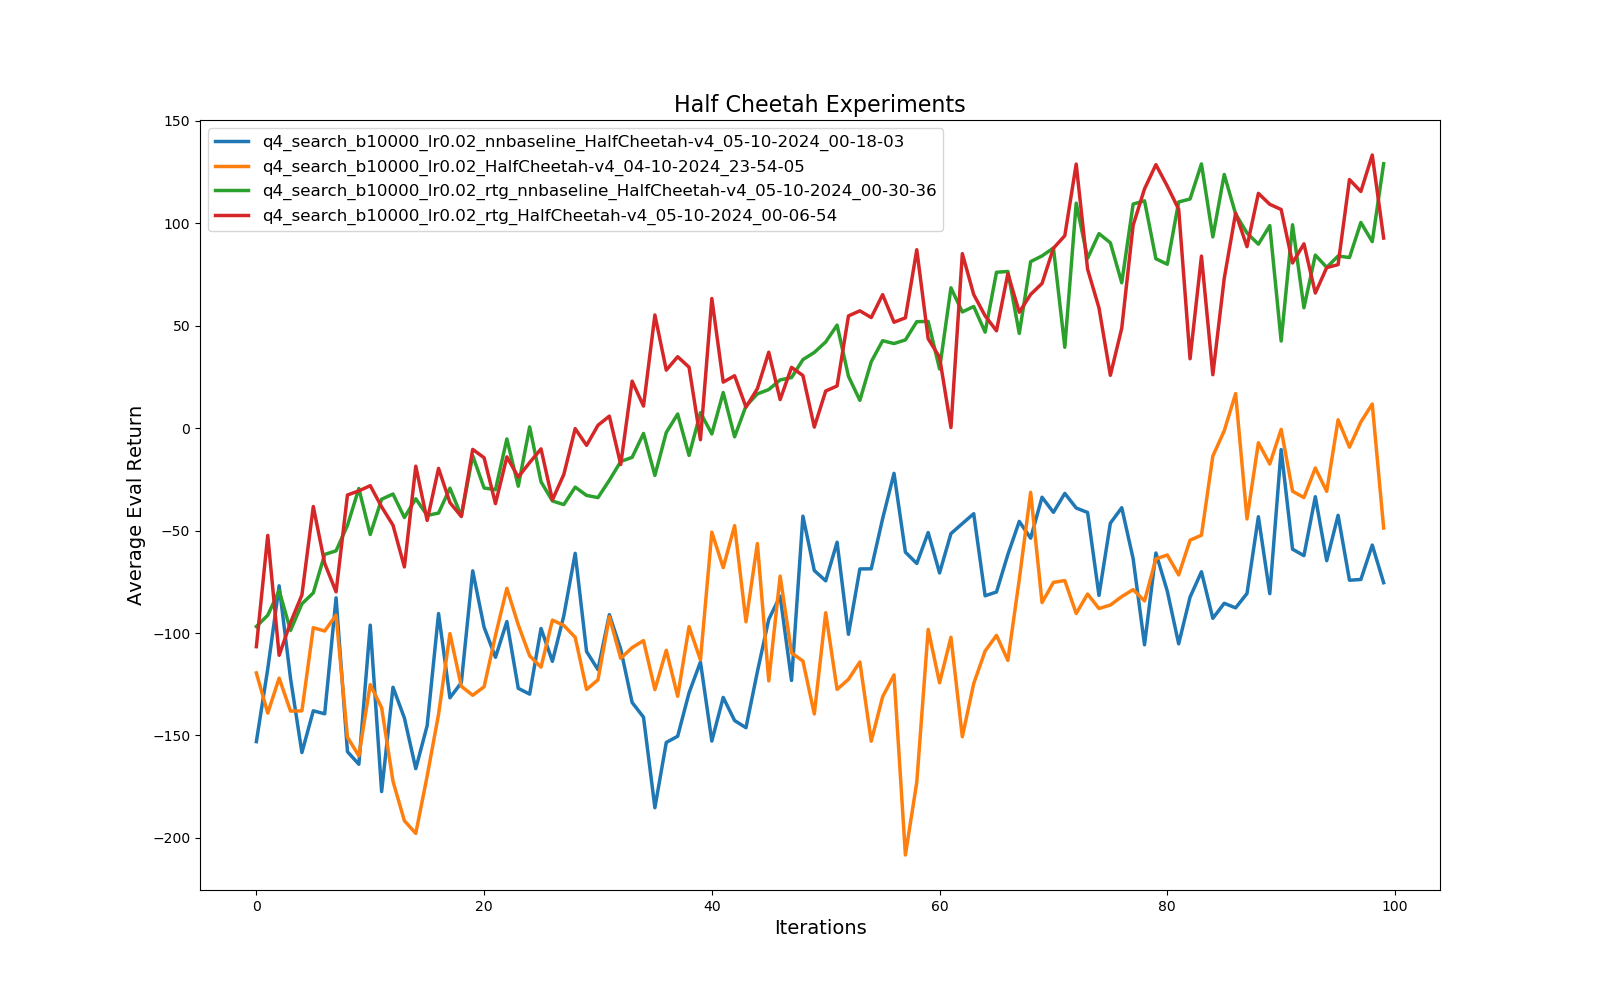 Half Cheetah Experiments
q4_search_b10000_lr0.02_nnbaseline_HalfCheetah-v4_05-10-2024_00-18-03
q4_search_b10000_lr0.02_HalfCheetah-v4_04-10-2024_23-54-05
q4_search_b10000_lr0.02_rtg_nnbaseline_HalfCheetah-v4_05-10-2024_00-30-36
q4_search_b10000_lr0.02_rtg_HalfCheetah-v4_05-10-2024_00-06-54
Average Eval Return
150
100
50
0
−50
−100
−150
−200
0 20 40 60 80 100
Iterations